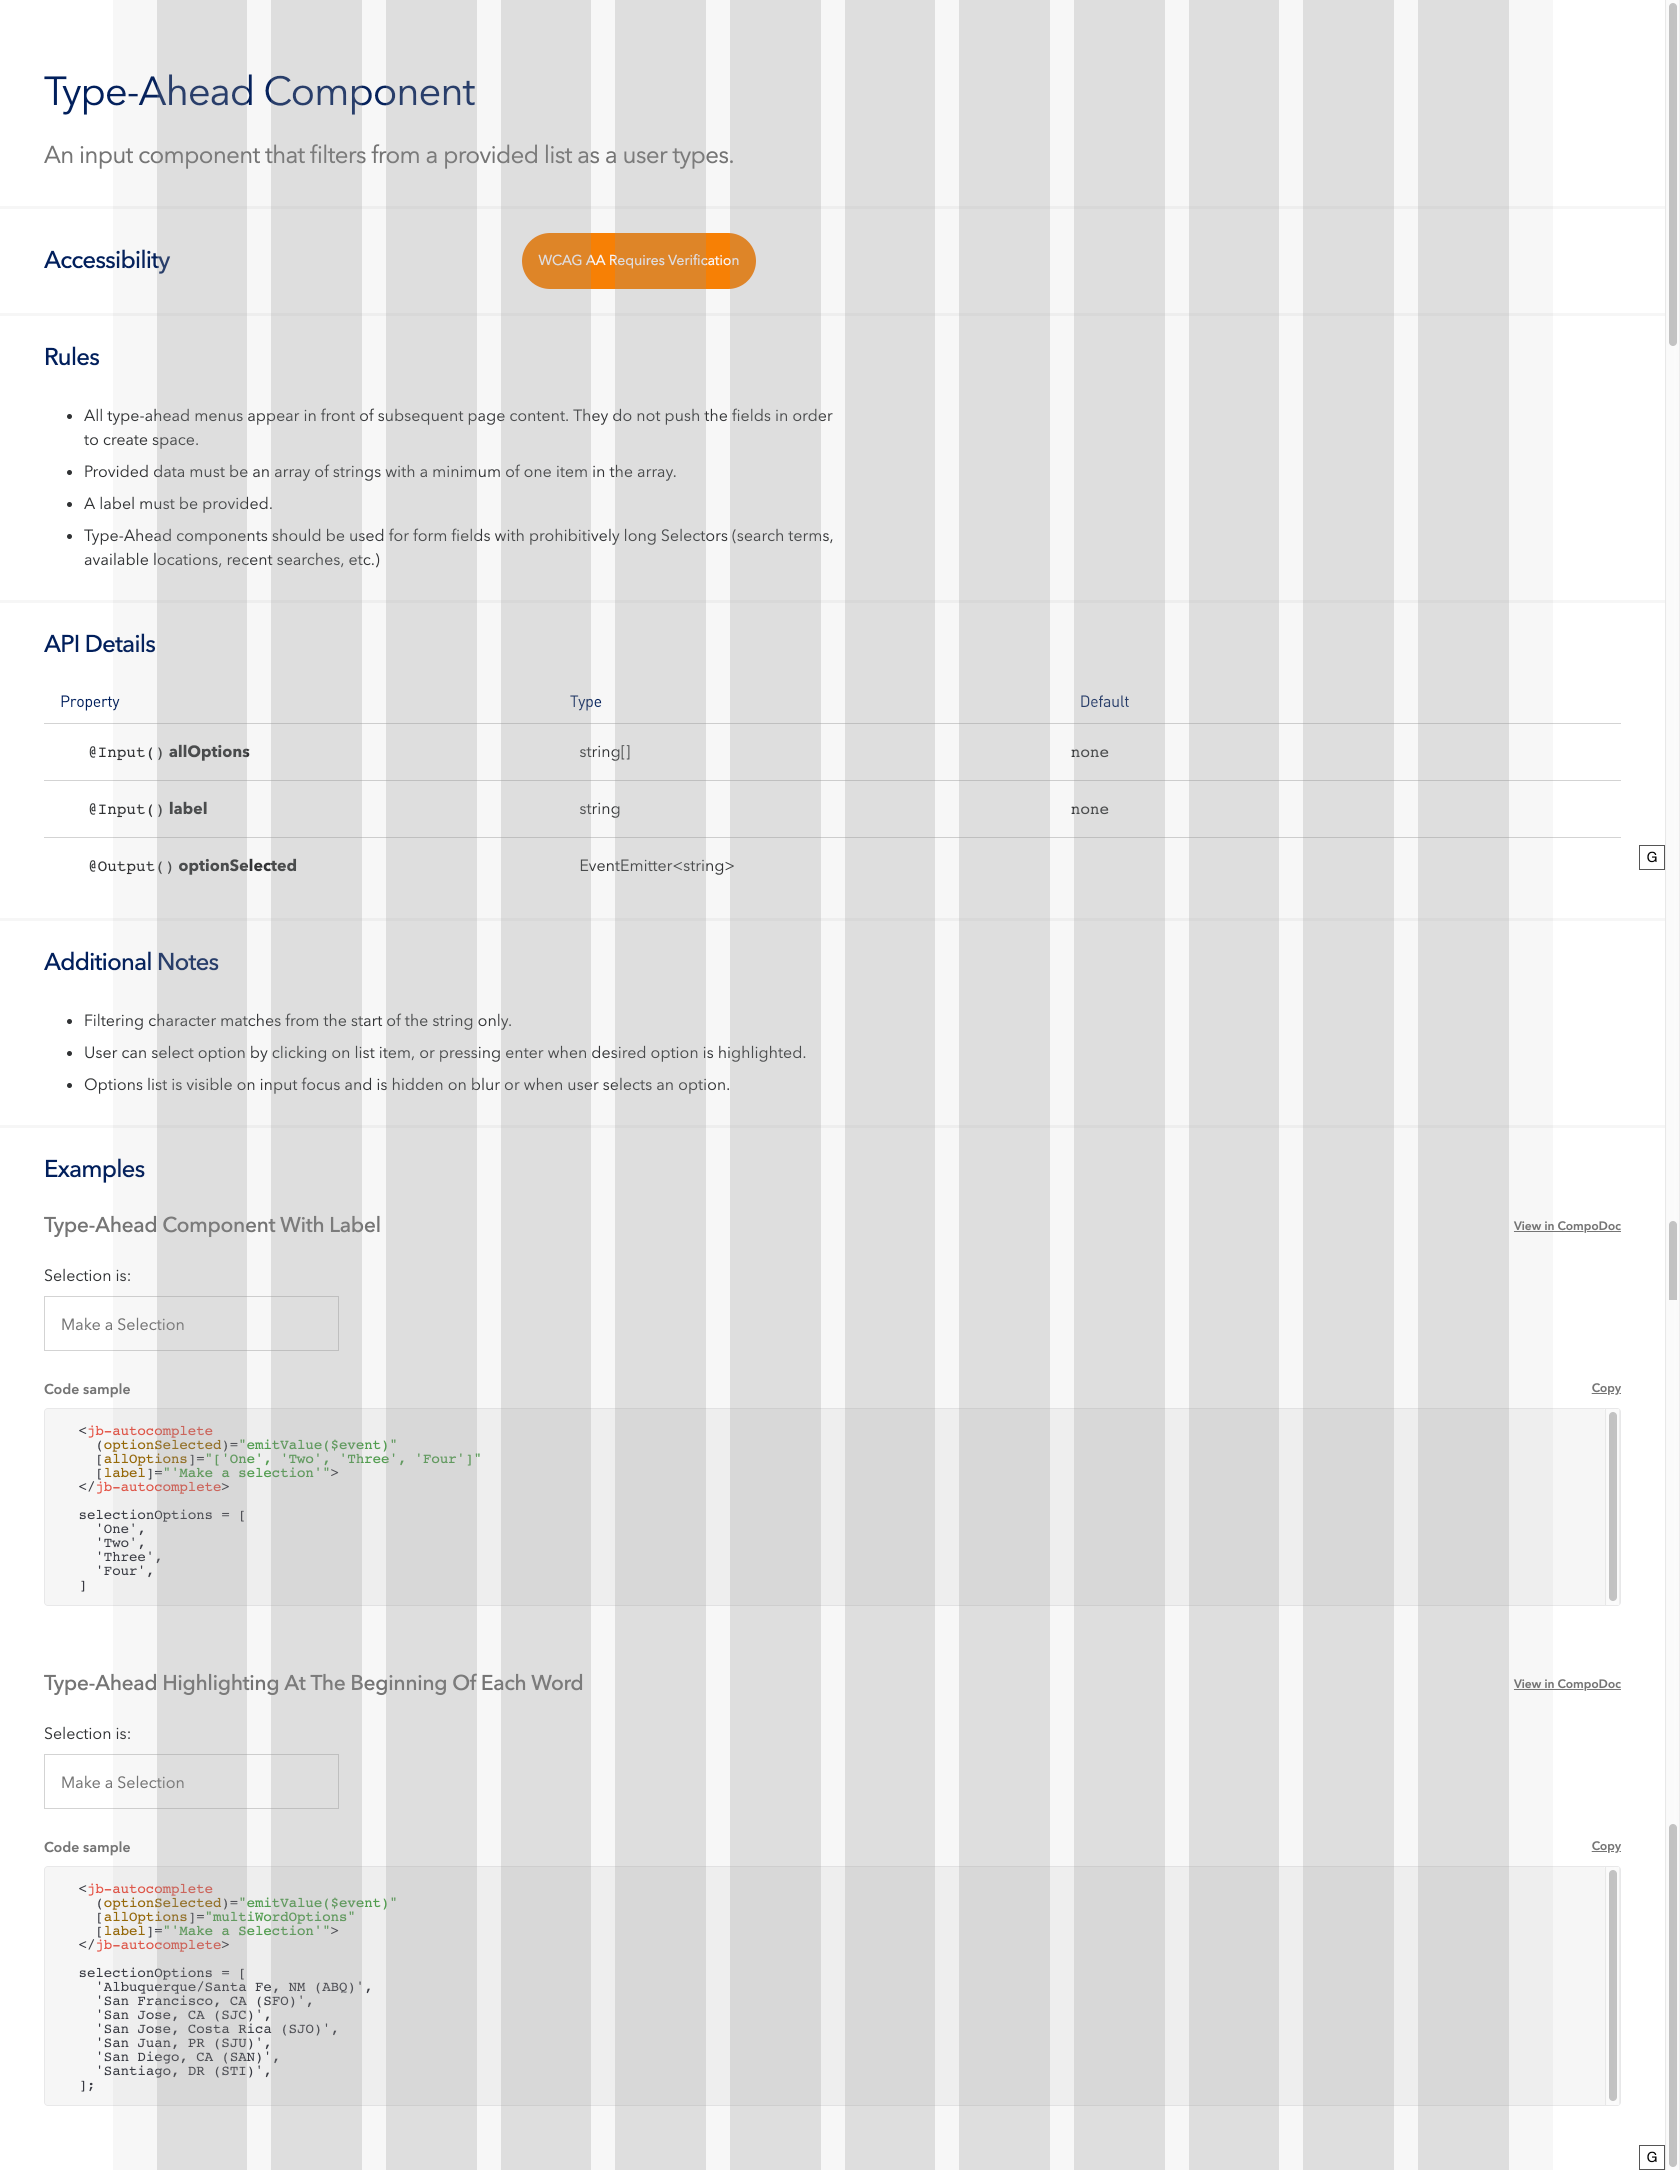 Type-Ahead Component
An input component that filters from a provided list as a user types.
Accessibility
WCAG AA Requires Verification
Rules
• All type-ahead menus appear in front of subsequent page content. They do not push the fields in order
to create space.
• Provided data must be an array of strings with a minimum of one item in the array.
• A label must be provided.
• Type-Ahead components should be used for form fields with prohibitively long Selectors (search terms,
available locations, recent searches, etc.)
API Details
Property Type Default
@Input() allOptions string[] none
@Input() label string none
@Output() optionSelected EventEmitter<string>
G
Additional Notes
• Filtering character matches from the start of the string only.
• User can select option by clicking on list item, or pressing enter when desired option is highlighted.
• Options list is visible on input focus and is hidden on blur or when user selects an option.
Examples
Type-Ahead Component With Label View in CompoDoc
Selection is:
Make a Selection
Code sample Copy
<jb-autocomplete
(optionSelected)="emitValue($event)"
[allOptions]="['One', 'Two', 'Three', 'Four']"
[label]="'Make a selection'">
</jb-autocomplete>
selectionOptions = [
'One',
'Two',
'Three',
'Four',
]
Type-Ahead Highlighting At The Beginning Of Each Word View in CompoDoc
Selection is:
Make a Selection
Code sample Copy
<jb-autocomplete
(optionSelected)="emitValue($event)"
[allOptions]="multiWordOptions"
[label]="'Make a Selection'">
</jb-autocomplete>
selectionOptions = [
'Albuquerque/Santa Fe, NM (ABQ)',
'San Francisco, CA (SFO)',
'San Jose, CA (SJC)',
'San Jose, Costa Rica (SJO)',
'San Juan, PR (SJU)',
'San Diego, CA (SAN)',
'Santiago, DR (STI)',
];
G